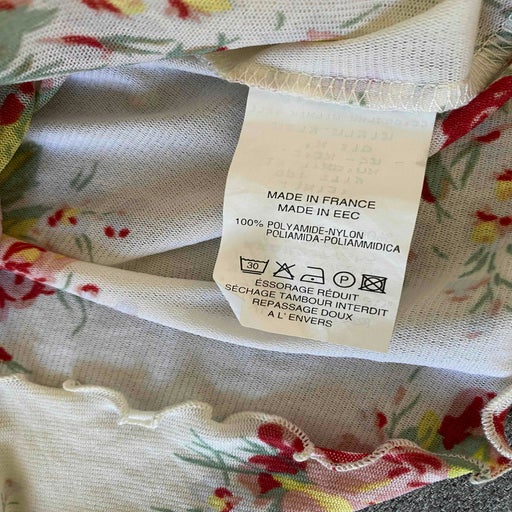 MADE IN FRANCE
MADE IN EEC
100% POLYAMIDE-NYLON
POLIAMIDA-POLIAMMIDICA
30 P
ÉSSORAGE RÉDUIT
SÉCHAGE TAMBOUR INTERDIT
REPASSAGE DOUX
A L' ENVERS